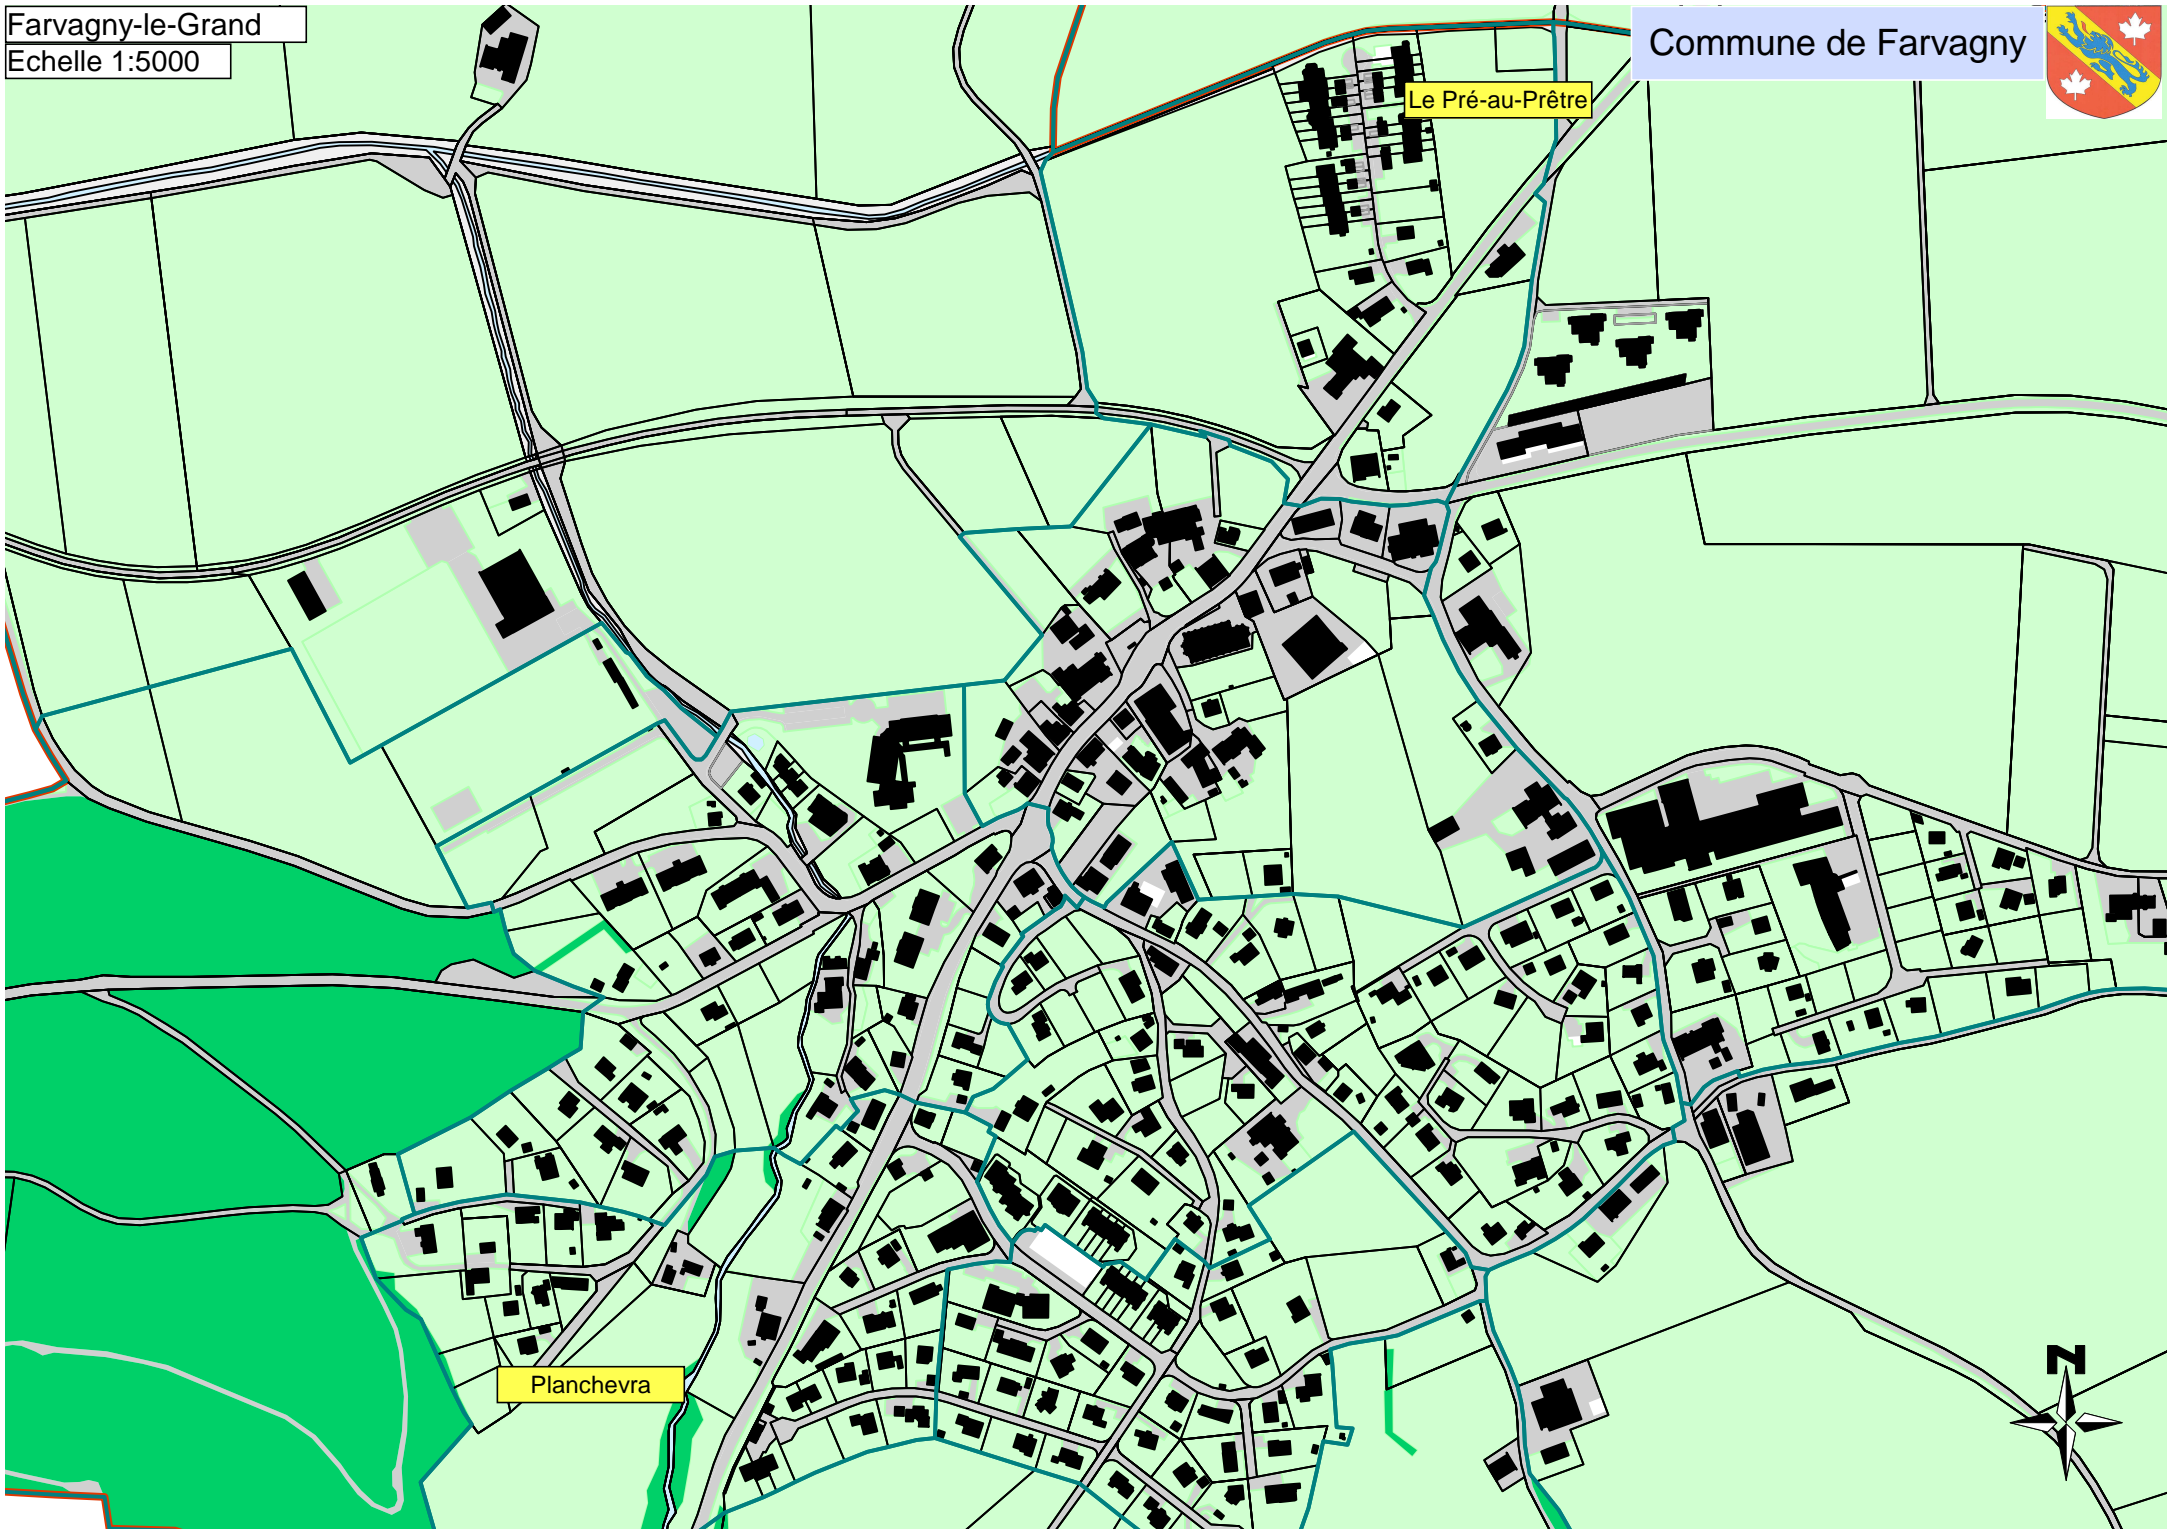 Farvagny-le-Grand
Echelle 1:5000
Commune de Farvagny
Le Pré-au-Prêtre
Planchevra
N